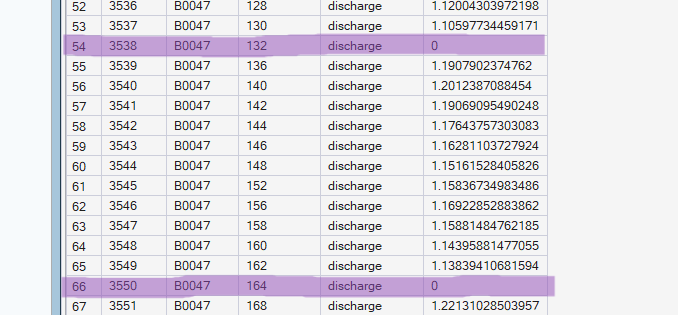 52 3536 B0047 128 discharge 1.12004303972198
53 3537 B0047 130 discharge 1.10597734459171
54 3538 B0047 132 discharge 0
55 3539 B0047 136 discharge 1.1907902374762
56 3540 B0047 140 discharge 1.2012387088454
57 3541 B0047 142 discharge 1.19069095490248
58 3542 B0047 144 discharge 1.17643757303083
59 3543 B0047 146 discharge 1.16281103727924
60 3544 B0047 148 discharge 1.15161528405826
61 3545 B0047 152 discharge 1.15836734983486
62 3546 B0047 156 discharge 1.16922852883862
63 3547 B0047 158 discharge 1.15881484762185
64 3548 B0047 160 discharge 1.14395881477055
65 3549 B0047 162 discharge 1.13839410681594
66 3550 B0047 164 discharge 0
67 3551 B0047 168 discharge 1.22131028503957